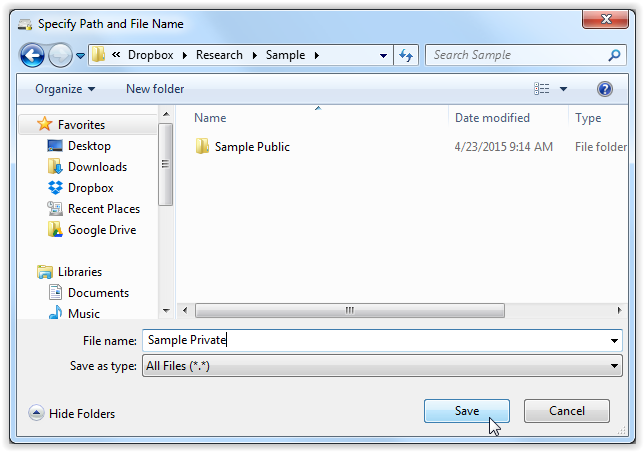 Specify Path and File Name
« Dropbox Research Sample
Search Sample
Organize New folder
Name Date modified Type
Sample Public 4/23/2015 9:14 AM File folder
Favorites
Desktop
Downloads
Dropbox
Recent Places
Google Drive
Libraries
Documents
Music
File name: Sample Private
Save as type: All Files (*.*)
Hide Folders
Save Cancel